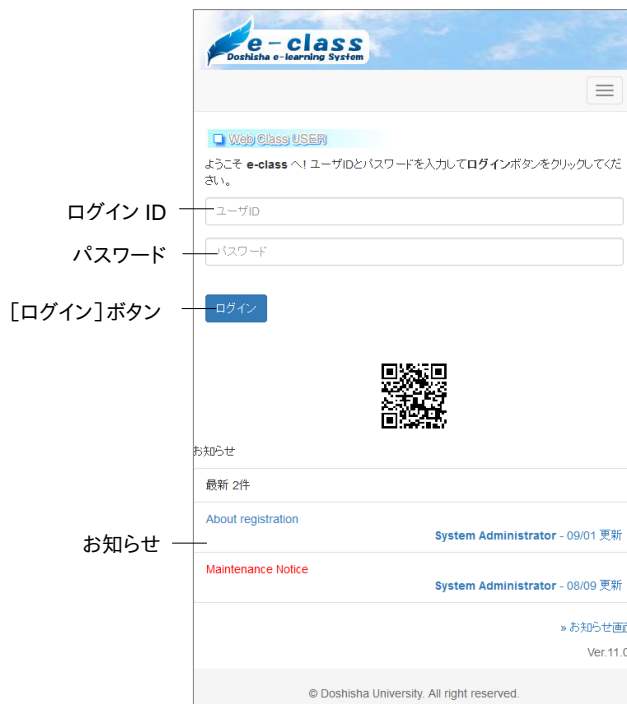 e-class
Doshisha e-learning System
Web Class USER
ようこそ e-class へ! ユーザIDとパスワードを入力してログインボタンをクリックしてくだ
さい。
ログイン ID
ユーザID
パスワード
パスワード
［ログイン］ボタン
ログイン
お知らせ
最新 2件
About registration
System Administrator - 09/01 更新
お知らせ
Maintenance Notice
System Administrator - 08/09 更新
» お知らせ画
Ver.11.0
© Doshisha University. All right reserved.